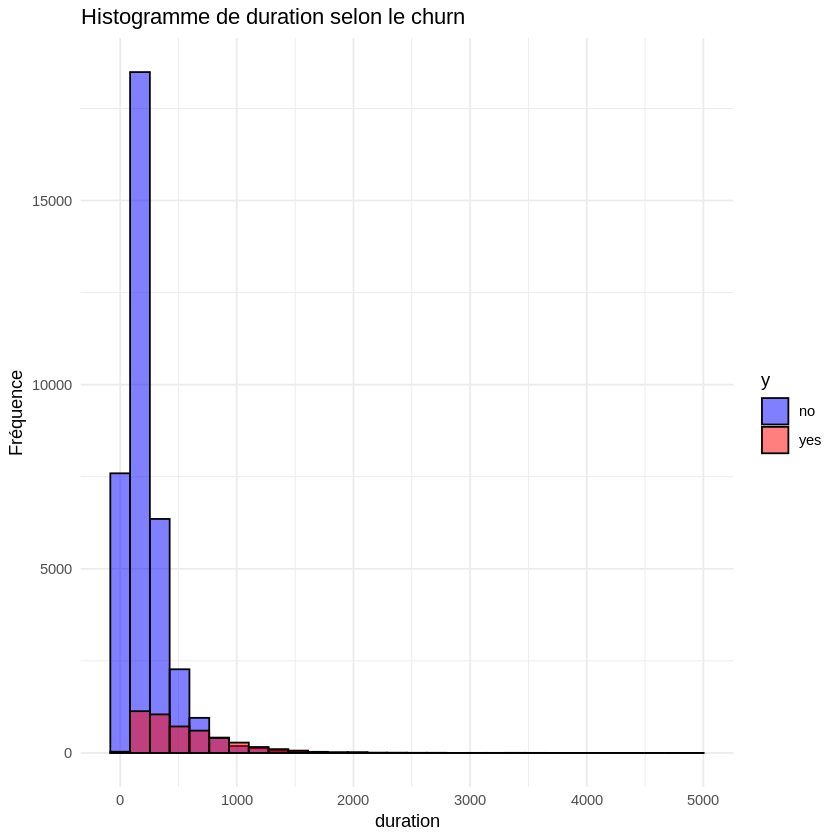 Histogramme de duration selon le churn
Fréquence
15000
10000
5000
0
0 1000 2000 3000 4000 5000
duration
y
no
yes